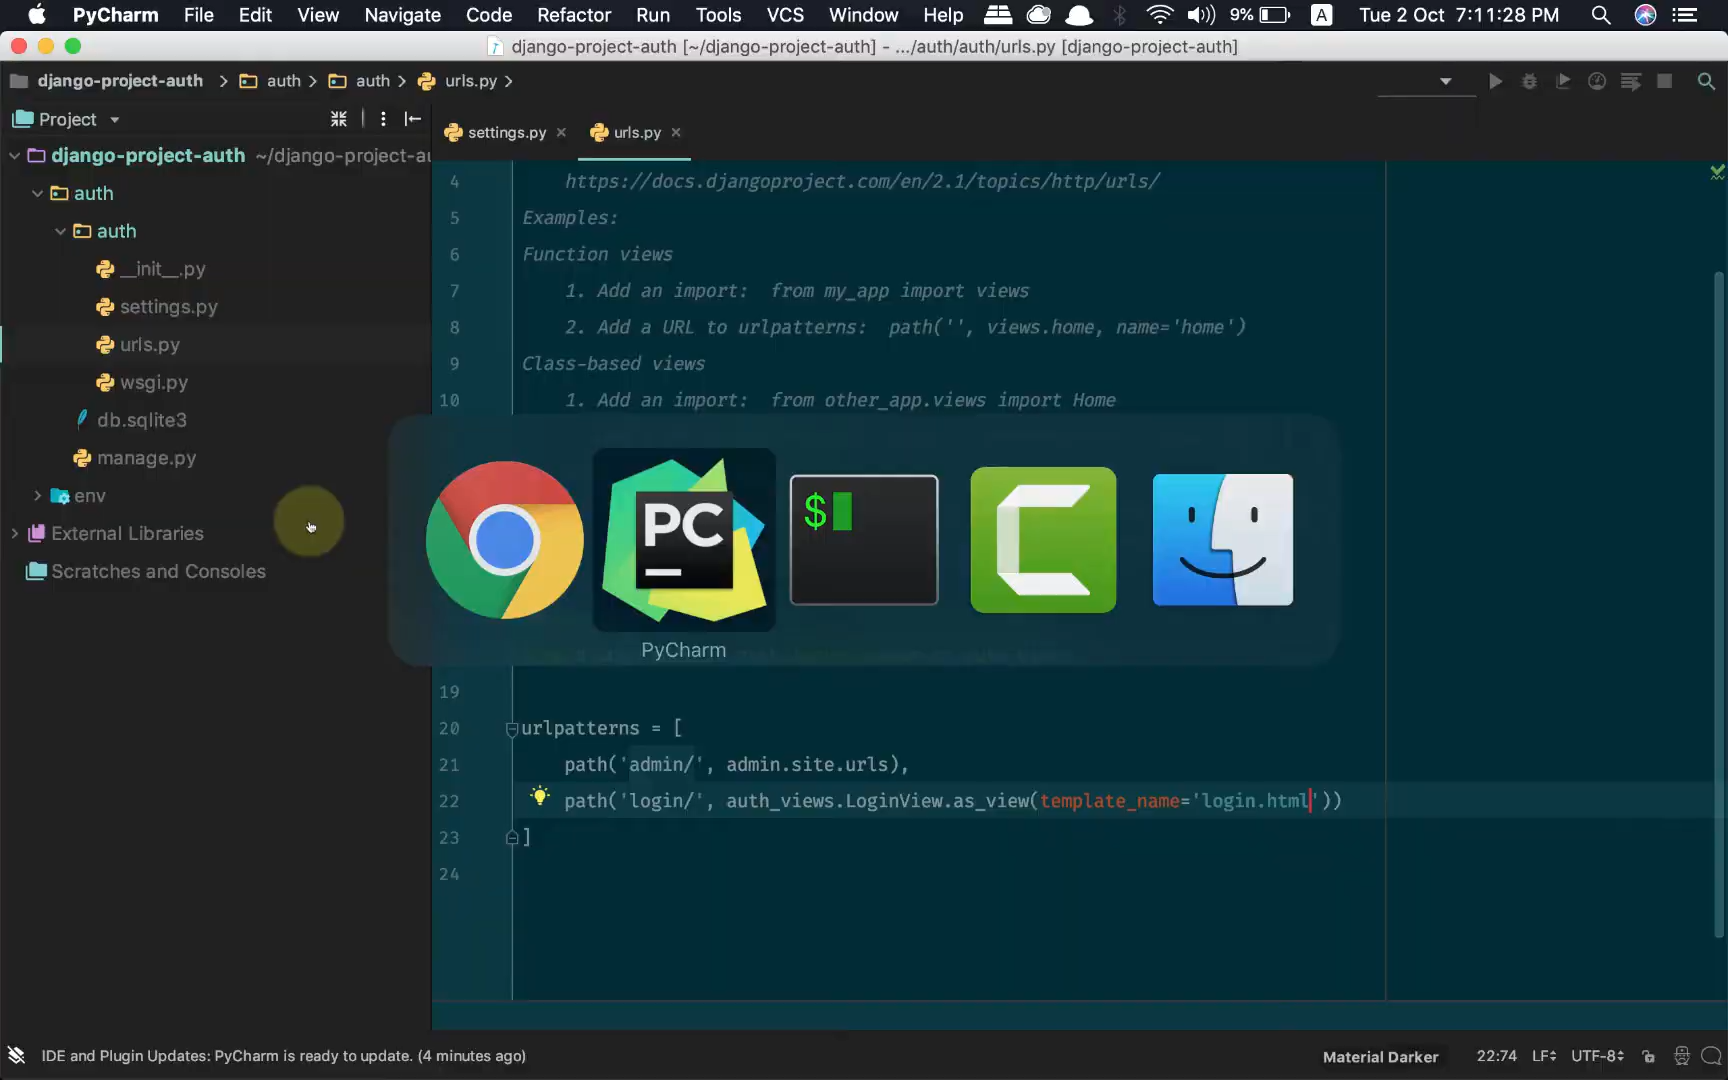 PyCharm File Edit View Navigate Code Refactor Run Tools VCS Window Help 9% A Tue 2 Oct 7:11:28 PM
django-project-auth [~/django-project-auth] - .../auth/auth/urls.py [django-project-auth]
django-project-auth auth auth urls.py
Project
settings.py urls.py
django-project-auth ~/django-project-au
auth
auth
__init__.py
settings.py
urls.py
wsgi.py
db.sqlite3
manage.py
env
External Libraries
Scratches and Consoles
4 https://docs.djangoproject.com/en/2.1/topics/http/urls/
5 Examples:
6 Function views
7 1. Add an import:  from my_app import views
8 2. Add a URL to urlpatterns:  path('', views.home, name='home')
9 Class-based views
10 1. Add an import:  from other_app.views import Home
PC
$
PyCharm
19
20 urlpatterns = [
21 path('admin/', admin.site.urls),
22 path('login/', auth_views.LoginView.as_view(template_name='login.html'))
23 ]
24
IDE and Plugin Updates: PyCharm is ready to update. (4 minutes ago) Material Darker 22:74 LF UTF-8